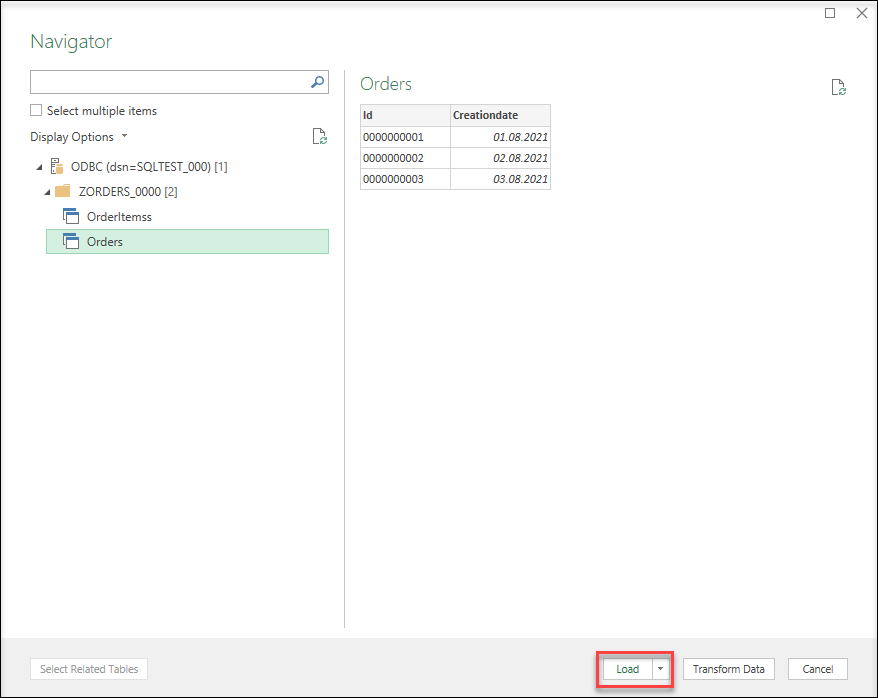 Navigator
Select multiple items
Display Options
ODBC (dsn=SQLTEST_000) [1]
ZORDERS_0000 [2]
OrderItemss
Orders
Orders
Id Creationdate
0000000001 01.08.2021
0000000002 02.08.2021
0000000003 03.08.2021
Select Related Tables Load Transform Data Cancel